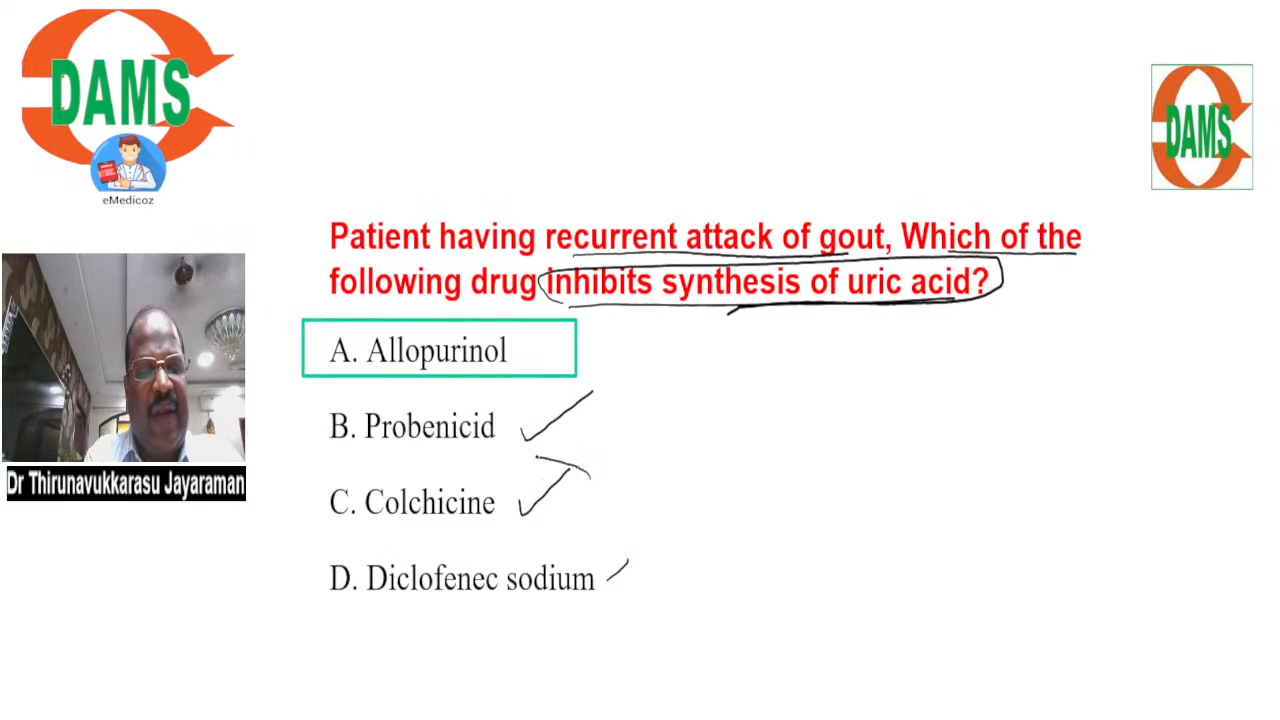 DAMS
eMedicoz
DAMS
Patient having recurrent attack of gout, Which of the
following drug inhibits synthesis of uric acid?
A. Allopurinol
B. Probenicid
C. Colchicine
D. Diclofenec sodium
Dr Thirunavukkarasu Jayaraman